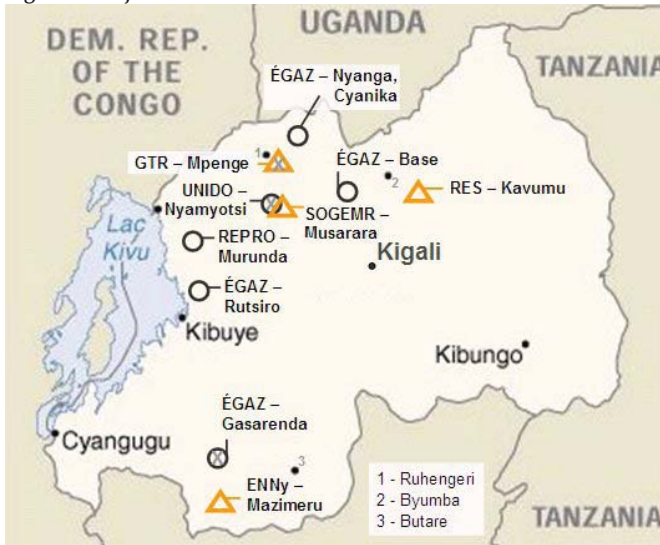 UGANDA
DEM. REP.
OF THE
CONGO
TANZANIA
ÉGAZ – Nyanga,
Cyanika
1
GTR – Mpenge
X
ÉGAZ – Base
2
RES – Kavumu
UNIDO –
Nyamyotsi
X
SOGEMR –
Musarara
Lac
Kivu
REPRO –
Murunda
Kigali
ÉGAZ –
Rutsiro
Kibuye
Kibungo
ÉGAZ –
Gasarenda
Cyangugu
X
3
ENNy –
Mazimeru
1 - Ruhengeri
2 - Byumba
3 - Butare
TANZANIA